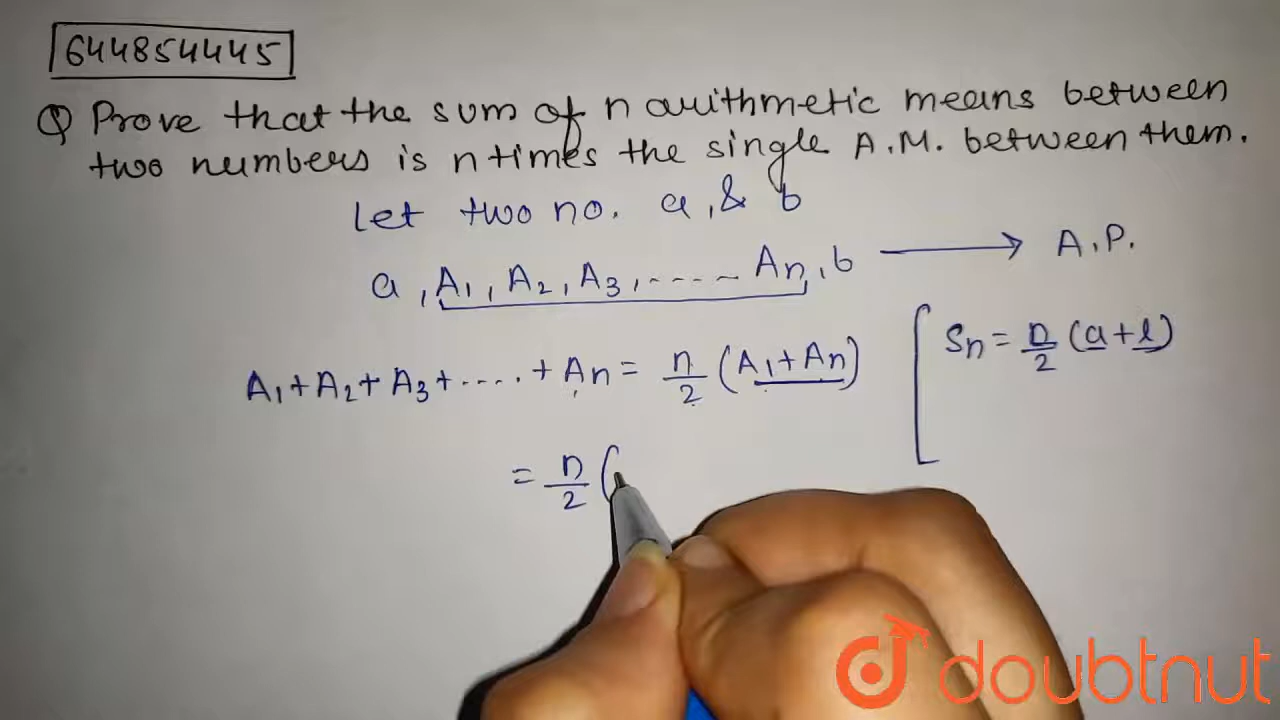 644854445
Q Prove that the sum of n arithmetic means between
two numbers is n times the single A.M. between them.
Let two no. a, & b
a, A₁, A₂, A₃, ..... An, b ⟶ A.P.
A₁+A₂+A₃+....+An = n/2 (A₁+An) [ Sn = n/2 (a+l)
= n/2 (
doubtnut